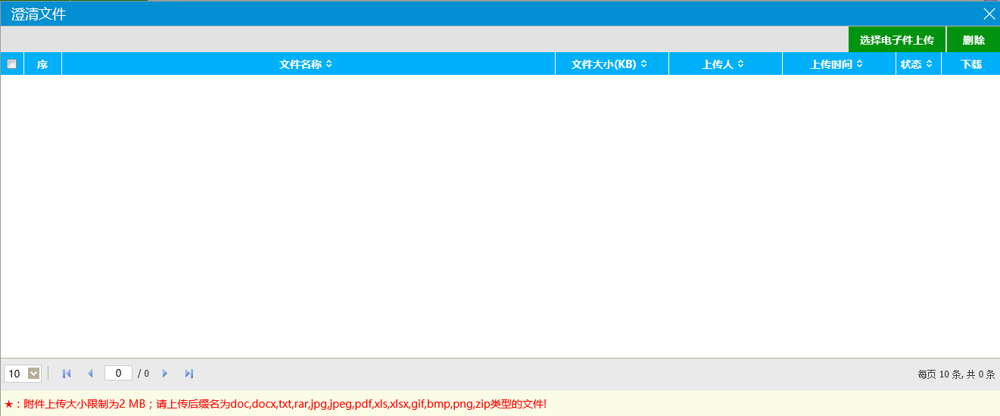 澄清文件
选择电子件上传 删除
序 文件名称 文件大小(KB) 上传人 上传时间 状态 下载
10 0 / 0 每页 10 条, 共 0 条
★：附件上传大小限制为2 MB；请上传后缀名为doc,docx,txt,rar,jpg,jpeg,pdf,xls,xlsx,gif,bmp,png,zip类型的文件!